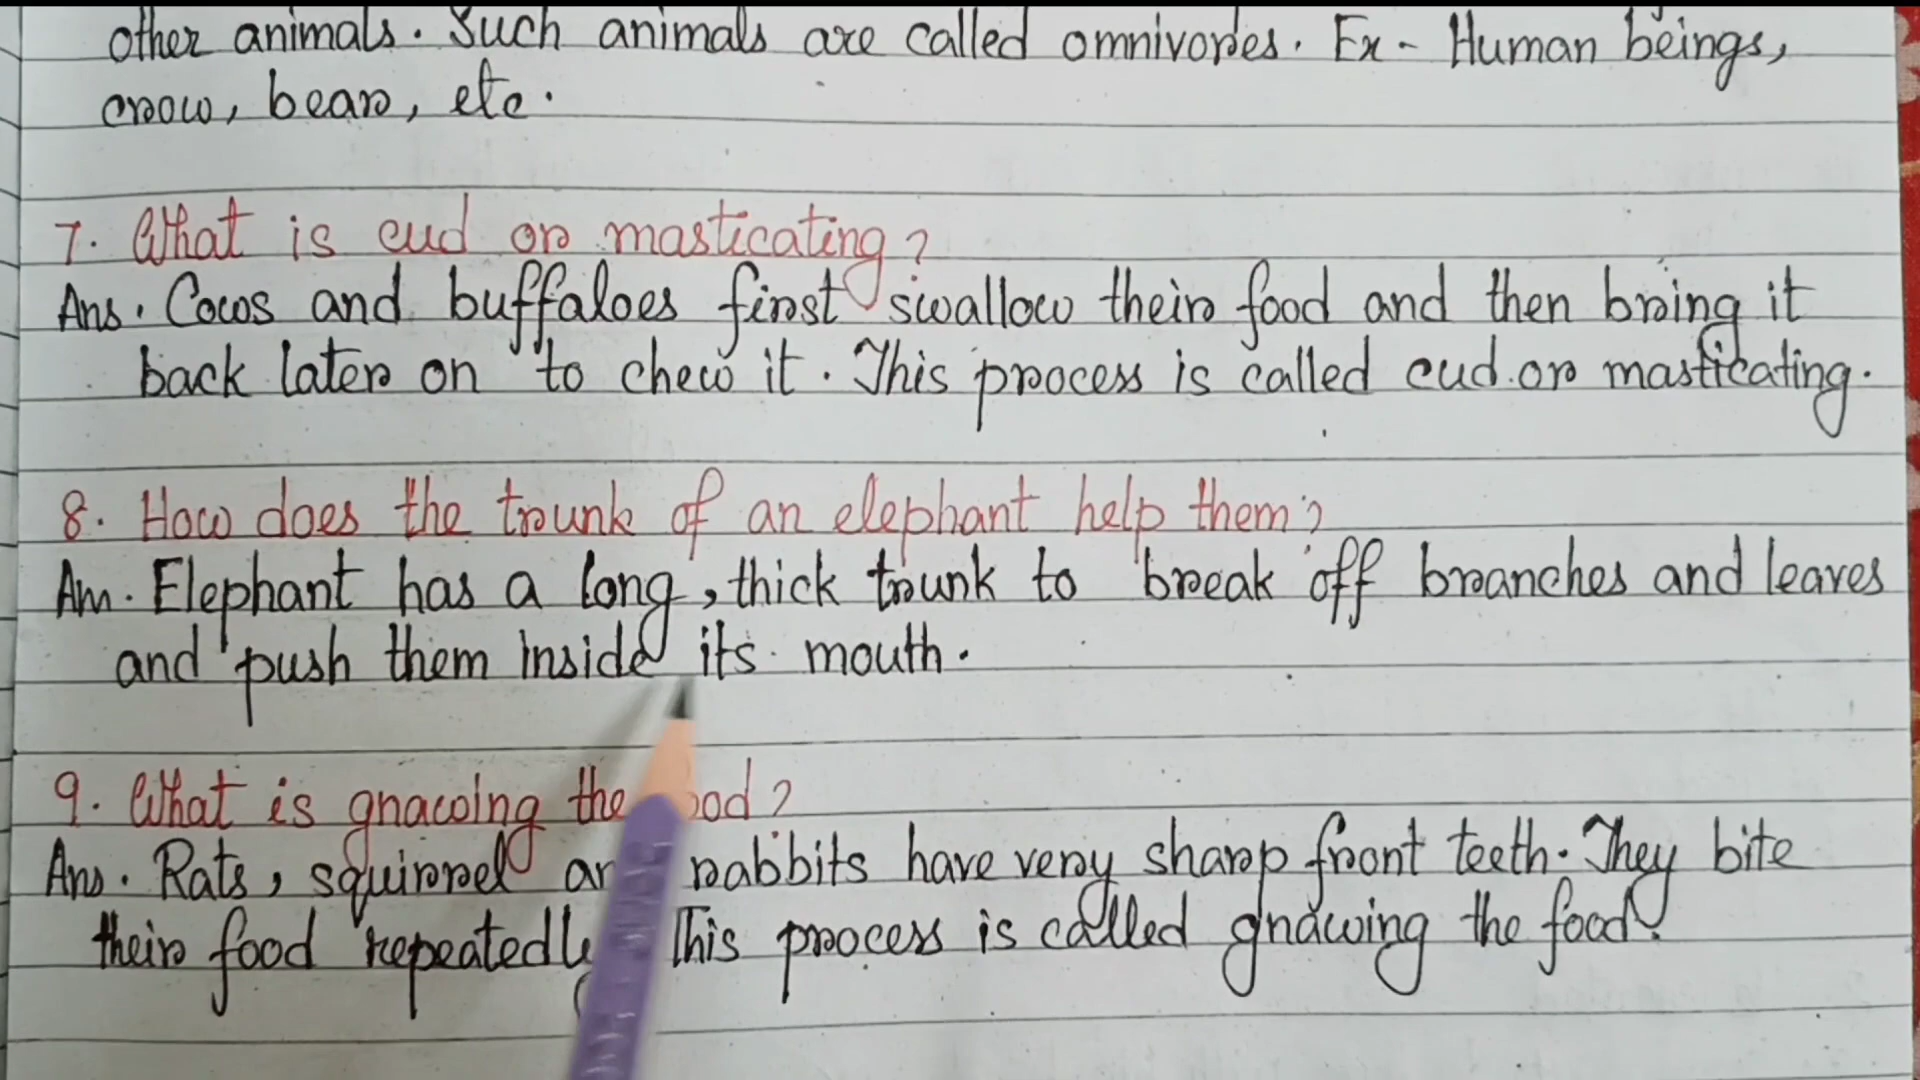 other animals. Such animals are called omnivores. Ex- Human beings,
crow, bear, etc.
7. What is cud or masticating?
Ans. Cows and buffaloes first swallow their food and then bring it
back later on to chew it. This process is called cud or masticating.
8. How does the trunk of an elephant help them?
Ans. Elephant has a long, thick trunk to break off branches and leaves
and push them inside its mouth.
9. What is gnawing the ood?
Ans. Rats, squirrel an rabbits have very sharp front teeth. They bite
their food repeatedly This process is called gnawing the food.